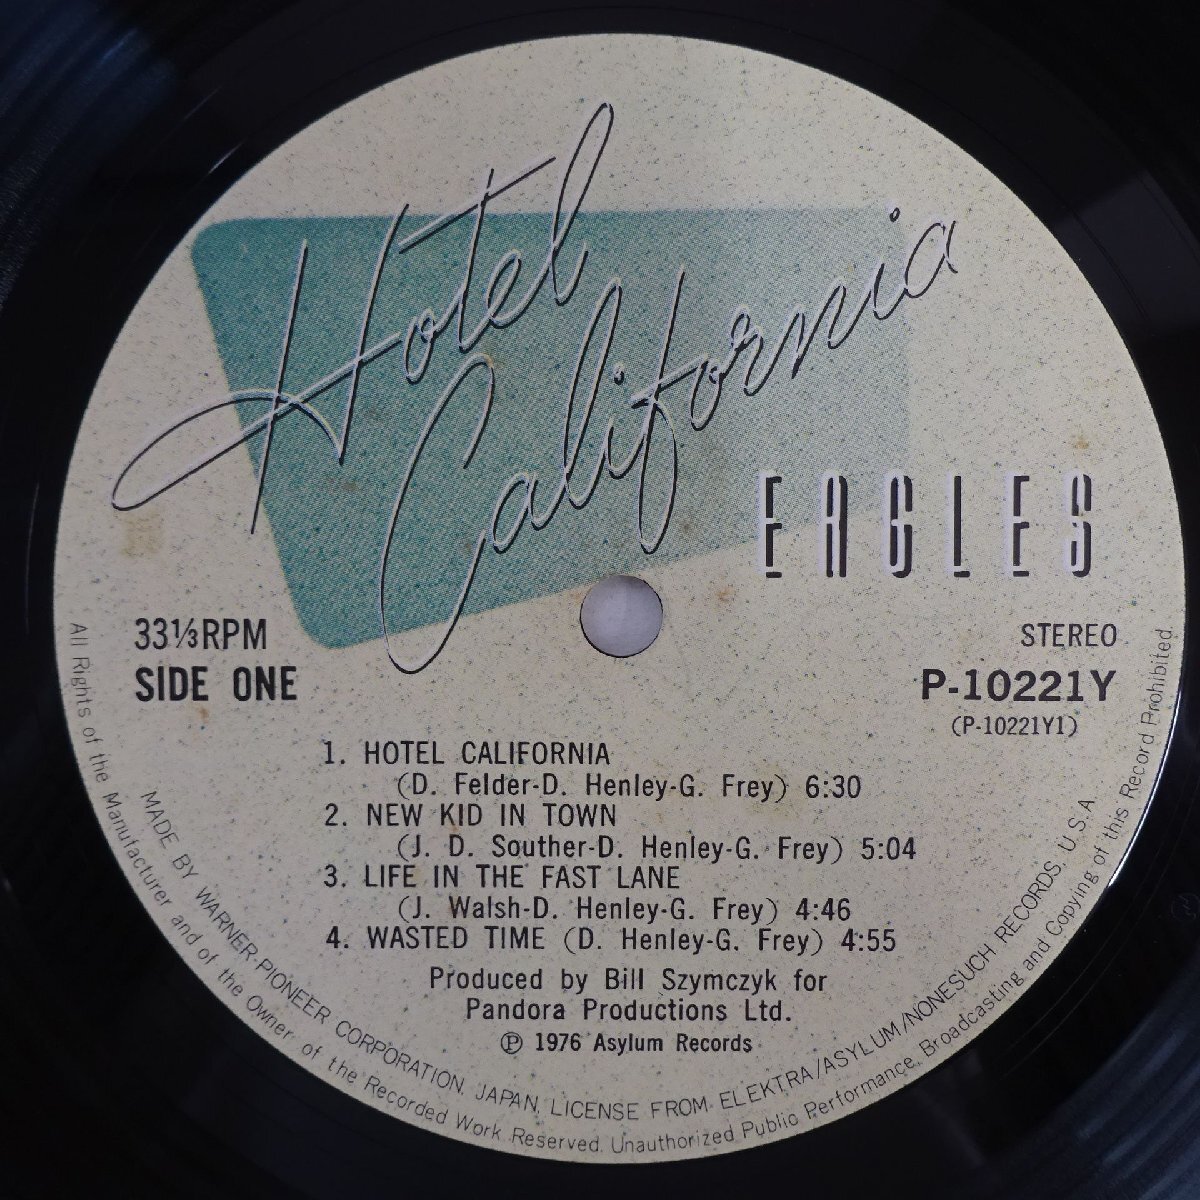 Hotel
California
EAGLES
33⅓RPM
SIDE ONE
STEREO
P-10221Y
(P-10221Y1)
1. HOTEL CALIFORNIA
(D. Felder-D. Henley-G. Frey) 6:30
2. NEW KID IN TOWN
(J. D. Souther-D. Henley-G. Frey) 5:04
3. LIFE IN THE FAST LANE
(J. Walsh-D. Henley-G. Frey) 4:46
4. WASTED TIME (D. Henley-G. Frey) 4:55
Produced by Bill Szymczyk for
Pandora Productions Ltd.
Ⓟ 1976 Asylum Records
MADE BY WARNER-PIONEER CORPORATION, JAPAN, LICENSE FROM ELEKTRA/ASYLUM/NONESUCH RECORDS, U.S.A
All Rights of the Manufacturer and of the Owner of the Recorded Work Reserved. Unauthorized Public Performance, Broadcasting and Copying of this Record Prohibited.